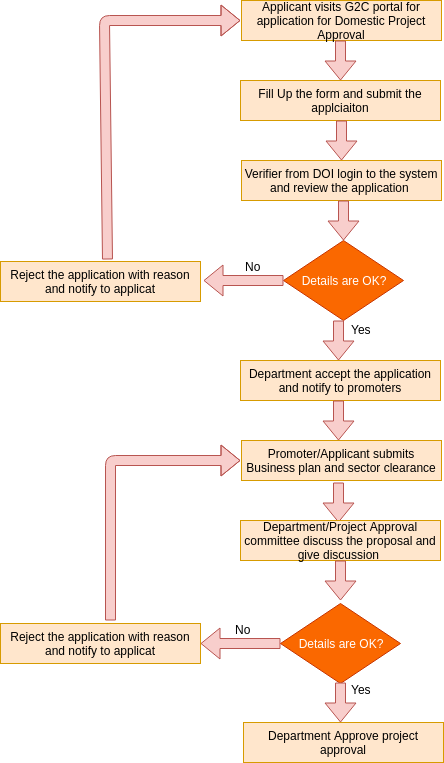 Applicant visits G2C portal for
application for Domestic Project
Approval
Fill Up the form and submit the
applciaiton
Verifier from DOI login to the system
and review the application
Details are OK?
No
Reject the application with reason
and notify to applicat
Yes
Department accept the application
and notify to promoters
Promoter/Applicant submits
Business plan and sector clearance
Department/Project Approval
committee discuss the proposal and
give discussion
Details are OK?
No
Reject the application with reason
and notify to applicat
Yes
Department Approve project
approval